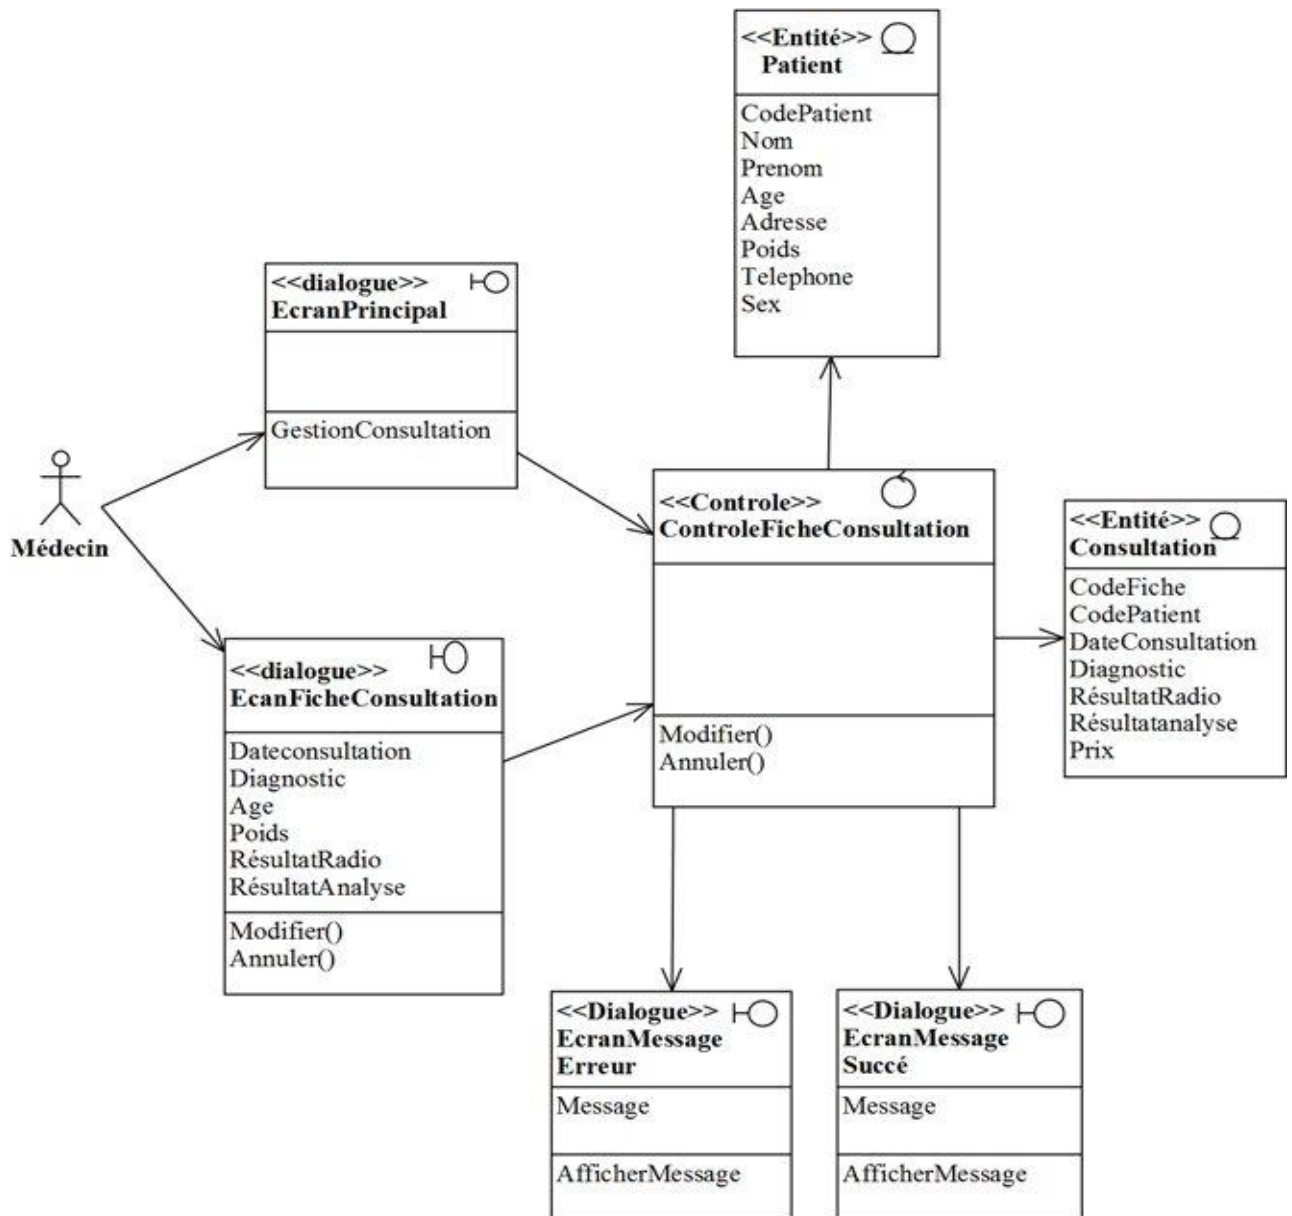 <<Entité>>
Patient
CodePatient
Nom
Prenom
Age
Adresse
Poids
Telephone
Sex
<<dialogue>>
EcranPrincipal
GestionConsultation
Médecin
<<Controle>>
ControleFicheConsultation
Modifier()
Annuler()
<<Entité>>
Consultation
CodeFiche
CodePatient
DateConsultation
Diagnostic
RésultatRadio
Résultatanalyse
Prix
<<dialogue>>
EcanFicheConsultation
Dateconsultation
Diagnostic
Age
Poids
RésultatRadio
RésultatAnalyse
Modifier()
Annuler()
<<Dialogue>>
EcranMessage
Erreur
Message
AfficherMessage
<<Dialogue>>
EcranMessage
Succé
Message
AfficherMessage